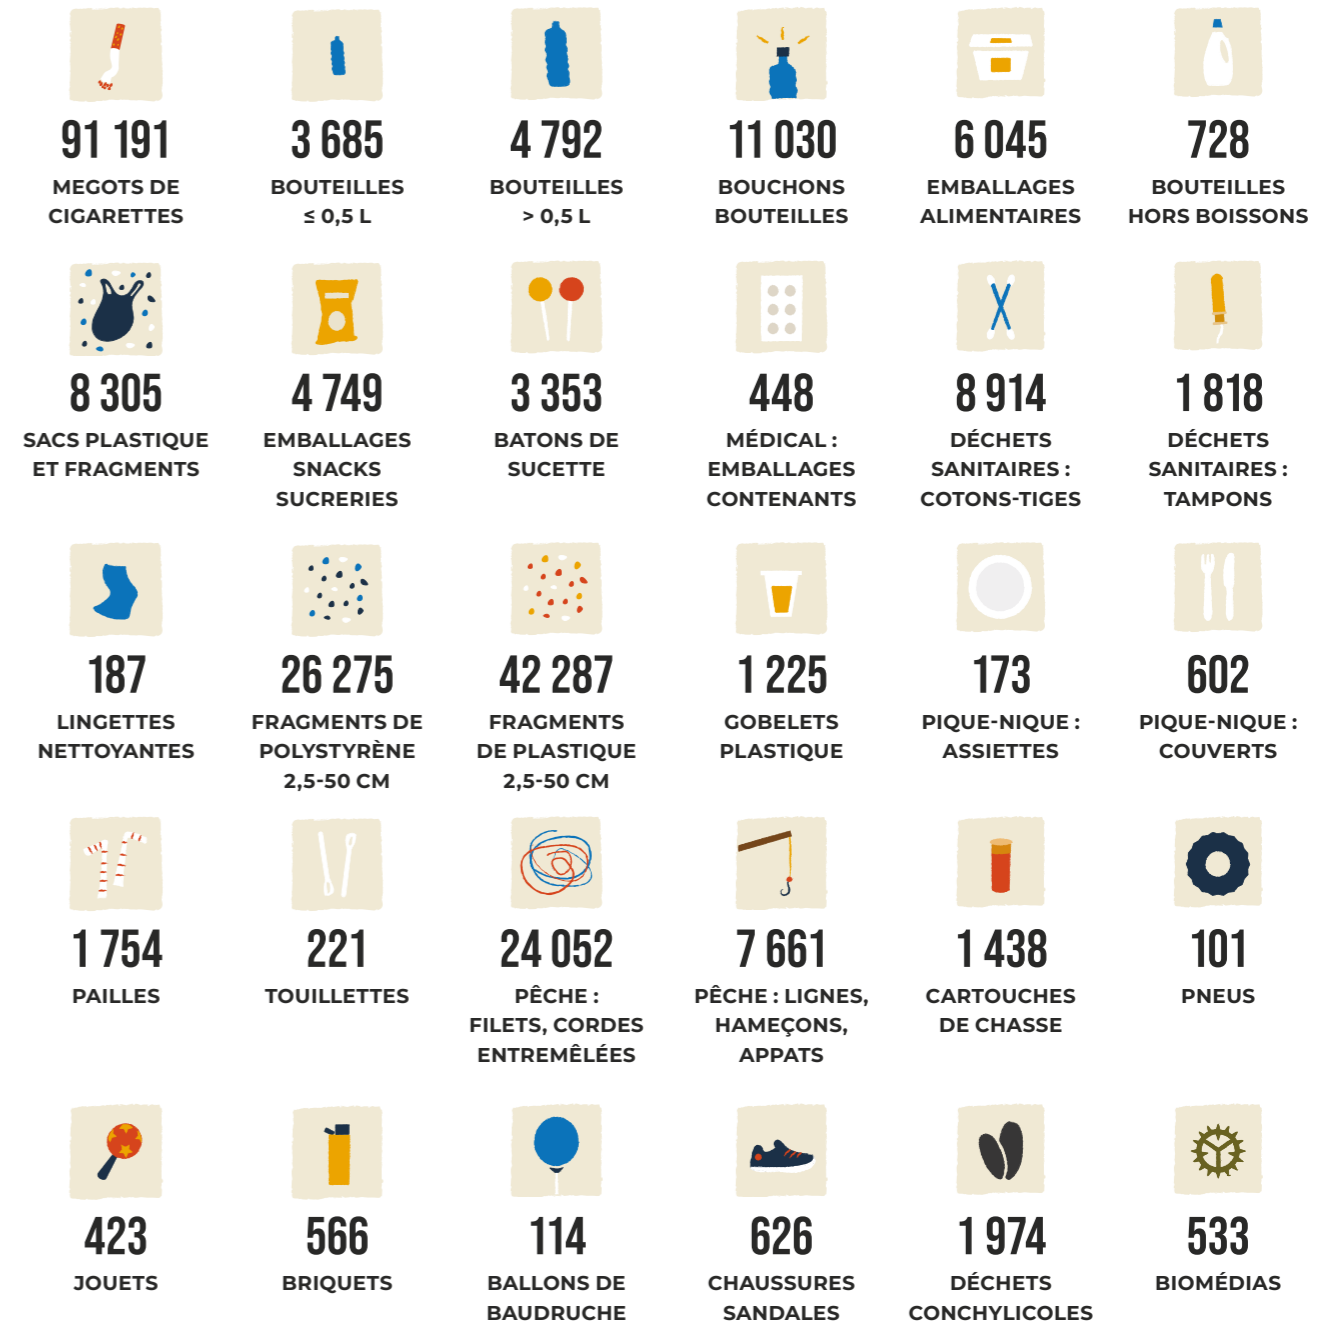 91 191
MEGOTS DE
CIGARETTES
3 685
BOUTEILLES
≤ 0,5 L
4 792
BOUTEILLES
> 0,5 L
11 030
BOUCHONS
BOUTEILLES
6 045
EMBALLAGES
ALIMENTAIRES
728
BOUTEILLES
HORS BOISSONS
8 305
SACS PLASTIQUE
ET FRAGMENTS
4 749
EMBALLAGES
SNACKS
SUCRERIES
3 353
BATONS DE
SUCETTE
448
MÉDICAL :
EMBALLAGES
CONTENANTS
8 914
DÉCHETS
SANITAIRES :
COTONS-TIGES
1 818
DÉCHETS
SANITAIRES :
TAMPONS
187
LINGETTES
NETTOYANTES
26 275
FRAGMENTS DE
POLYSTYRÈNE
2,5-50 CM
42 287
FRAGMENTS
DE PLASTIQUE
2,5-50 CM
1 225
GOBELETS
PLASTIQUE
173
PIQUE-NIQUE :
ASSIETTES
602
PIQUE-NIQUE :
COUVERTS
1 754
PAILLES
221
TOUILLETTES
24 052
PÊCHE :
FILETS, CORDES
ENTREMÊLÉES
7 661
PÊCHE : LIGNES,
HAMEÇONS,
APPATS
1 438
CARTOUCHES
DE CHASSE
101
PNEUS
423
JOUETS
566
BRIQUETS
114
BALLONS DE
BAUDRUCHE
626
CHAUSSURES
SANDALES
1 974
DÉCHETS
CONCHYLICOLES
533
BIOMÉDIAS